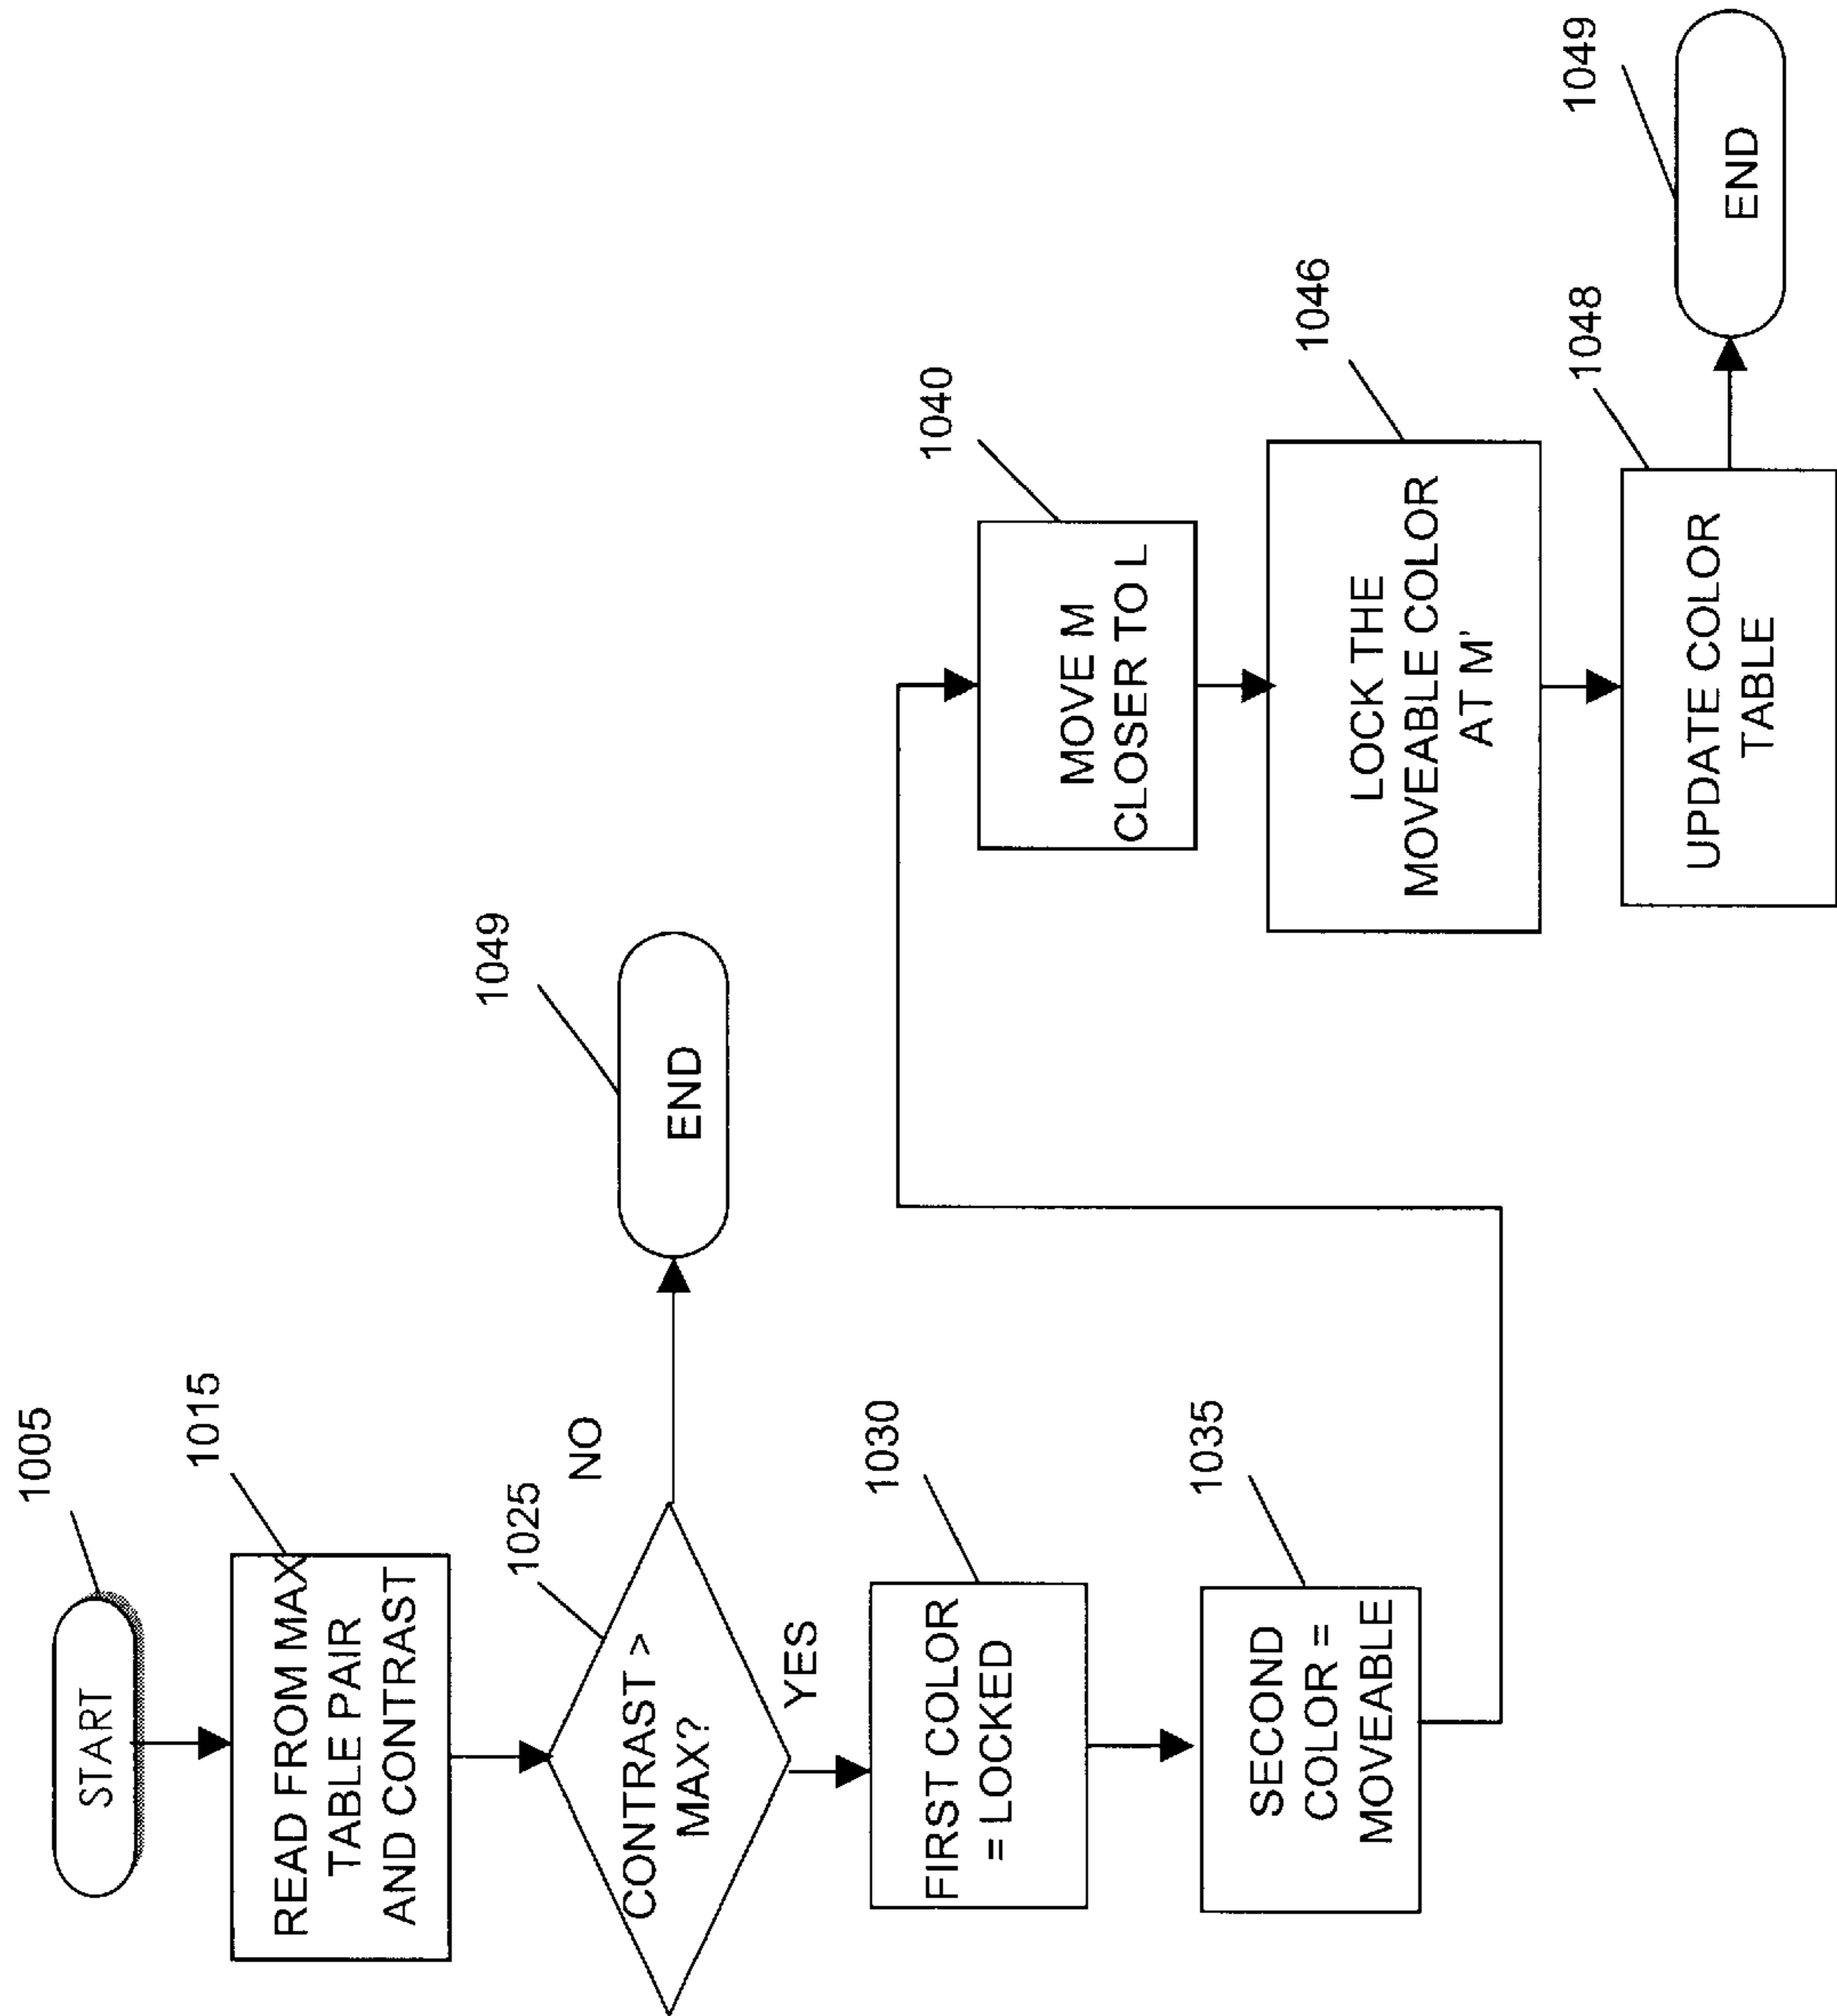 START
1005
READ FROM MAX
TABLE PAIR
AND CONTRAST
1015
CONTRAST >
MAX?
1025
NO
END
1049
YES
FIRST COLOR
= LOCKED
1030
SECOND
COLOR =
MOVEABLE
1035
MOVE M
CLOSER TO L
1040
LOCK THE
MOVEABLE COLOR
AT M'
1046
UPDATE COLOR
TABLE
1048
END
1049